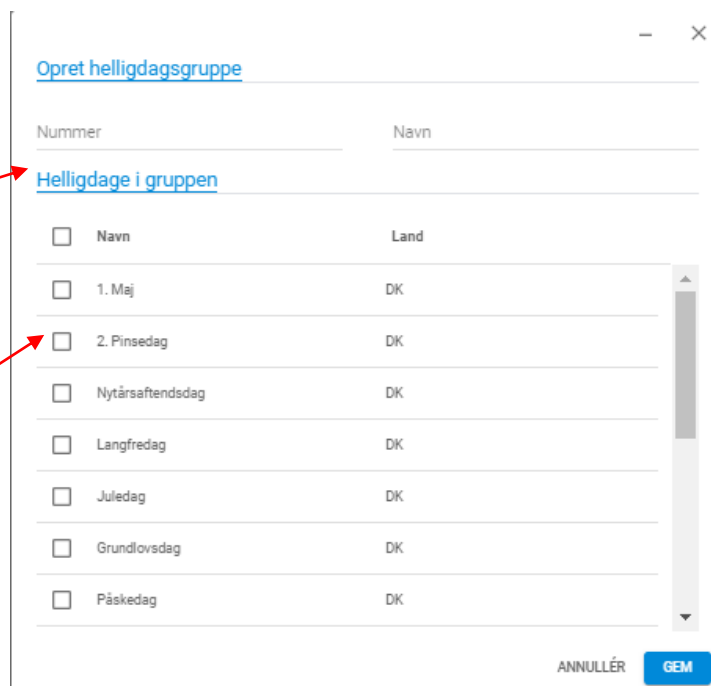 Opret helligdagsgruppe
Nummer Navn
Helligdage i gruppen
Navn Land
1. Maj DK
2. Pinsedag DK
Nytårsaftendsdag DK
Langfredag DK
Juledag DK
Grundlovsdag DK
Påskedag DK
ANNULLÉR GEM